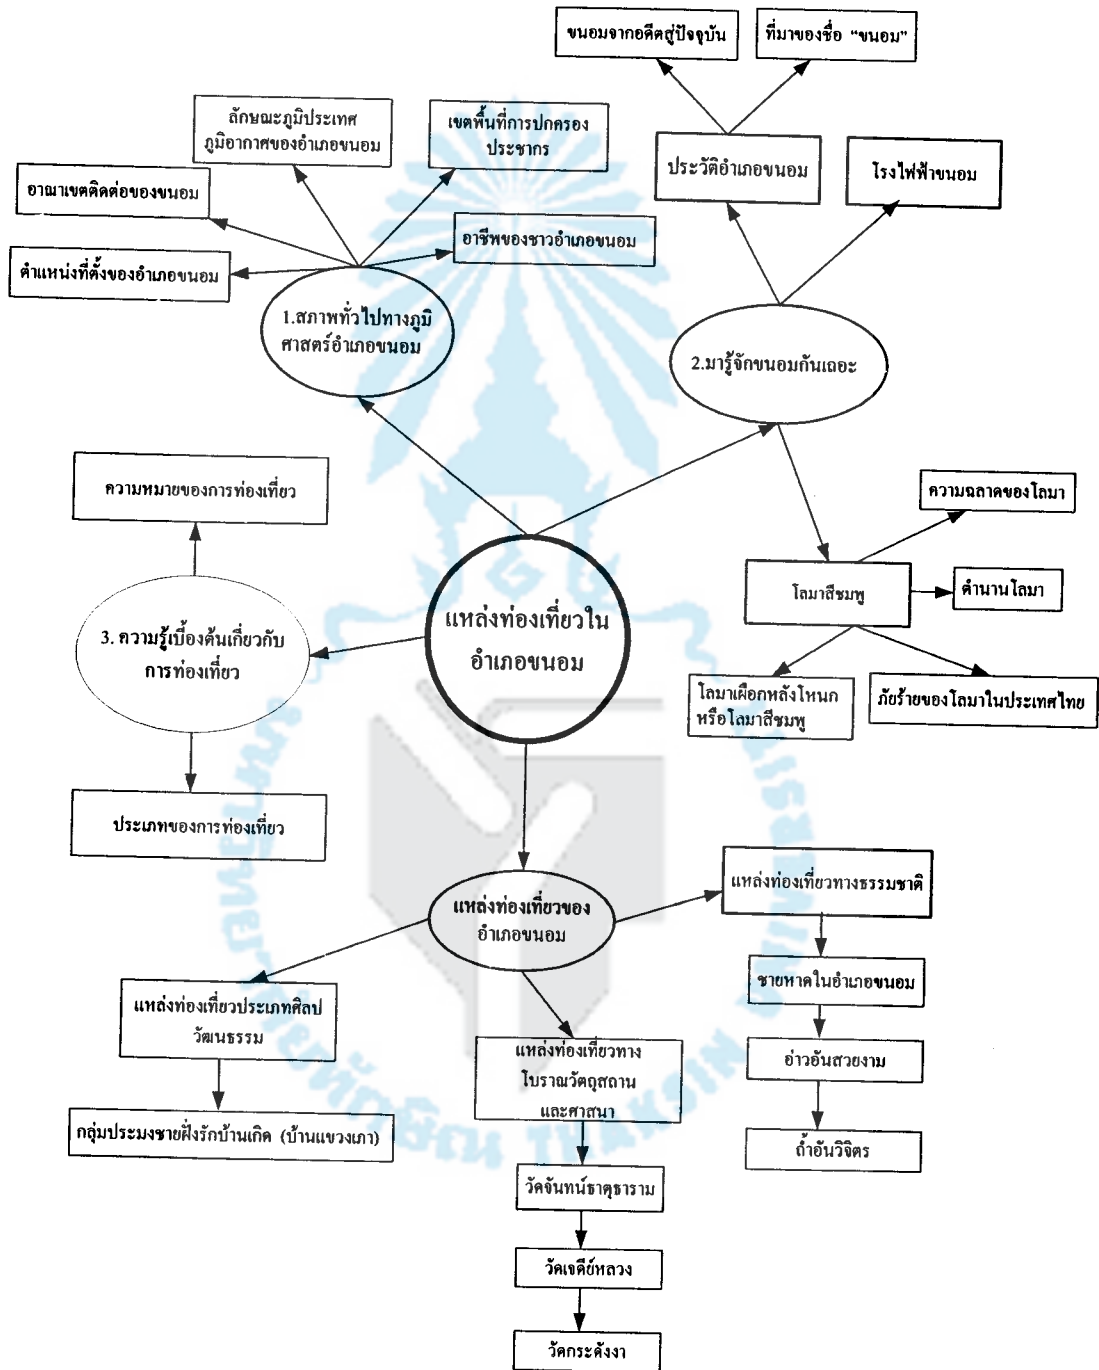 ขนอมจากอดีตสู่ปัจจุบัน
ที่มาของชื่อ “ขนอม”
ลักษณะภูมิประเทศ
ภูมิอากาศของอำเภอขนอม
เขตพื้นที่การปกครอง
ประชากร
ประวัติอำเภอขนอม
โรงไฟฟ้าขนอม
อาณาเขตติดต่อของขนอม
อาชีพของชาวอำเภอขนอม
ตำแหน่งที่ตั้งของอำเภอขนอม
1.สภาพทั่วไปทางภูมิ
ศาสตร์อำเภอขนอม
2.มารู้จักขนอมกันเถอะ
ความหมายของการท่องเที่ยว
ความฉลาดของโลมา
โลมาสีชมพู
ตำนานโลมา
แหล่งท่องเที่ยวใน
อำเภอขนอม
3. ความรู้เบื้องต้นเกี่ยวกับ
การท่องเที่ยว
โลมาเผือกหลังโหนก
หรือโลมาสีชมพู
ภัยร้ายของโลมาในประเทศไทย
ประเภทของการท่องเที่ยว
แหล่งท่องเที่ยวของ
อำเภอขนอม
แหล่งท่องเที่ยวทางธรรมชาติ
ชายหาดในอำเภอขนอม
แหล่งท่องเที่ยวประเภทศิลป
วัฒนธรรม
แหล่งท่องเที่ยวทาง
โบราณวัตถุสถาน
และศาสนา
อ่าวอันสวยงาม
กลุ่มประมงชายฝั่งรักบ้านเกิด (บ้านแขวงเภา)
ถ้ำอันวิจิตร
วัดจันทน์ธาตุธาราม
วัดเจดีย์หลวง
วัดกระดังงา
มหาวิทยาลัยทักษิณ THAKSIN UNIVERSITY